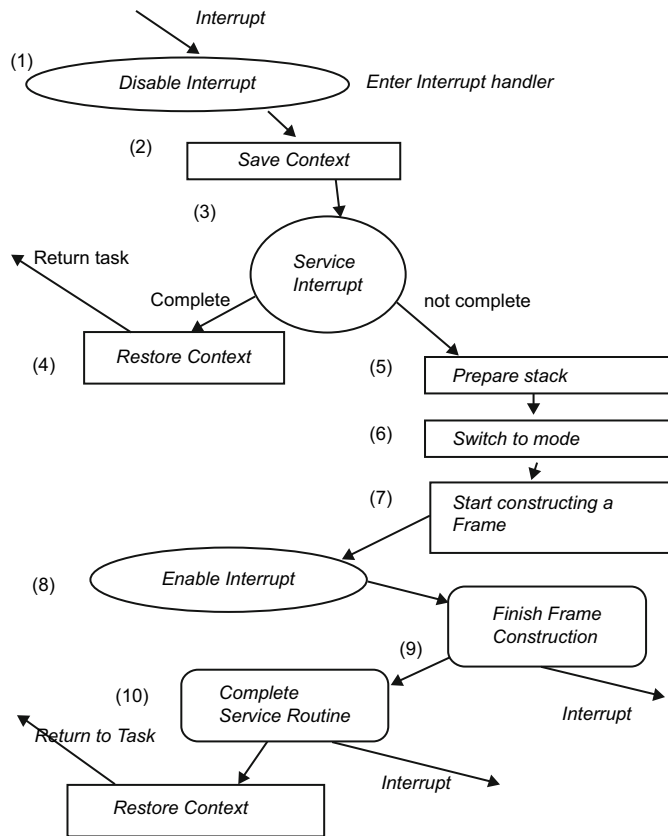 Interrupt
(1)
Disable Interrupt
Enter Interrupt handler
(2)
Save Context
(3)
Service
Interrupt
Return task
Complete
not complete
(4)
Restore Context
(5)
Prepare stack
(6)
Switch to mode
(7)
Start constructing a
Frame
(8)
Enable Interrupt
Finish Frame
Construction
(9)
(10)
Complete
Service Routine
Interrupt
Return to Task
Interrupt
Restore Context